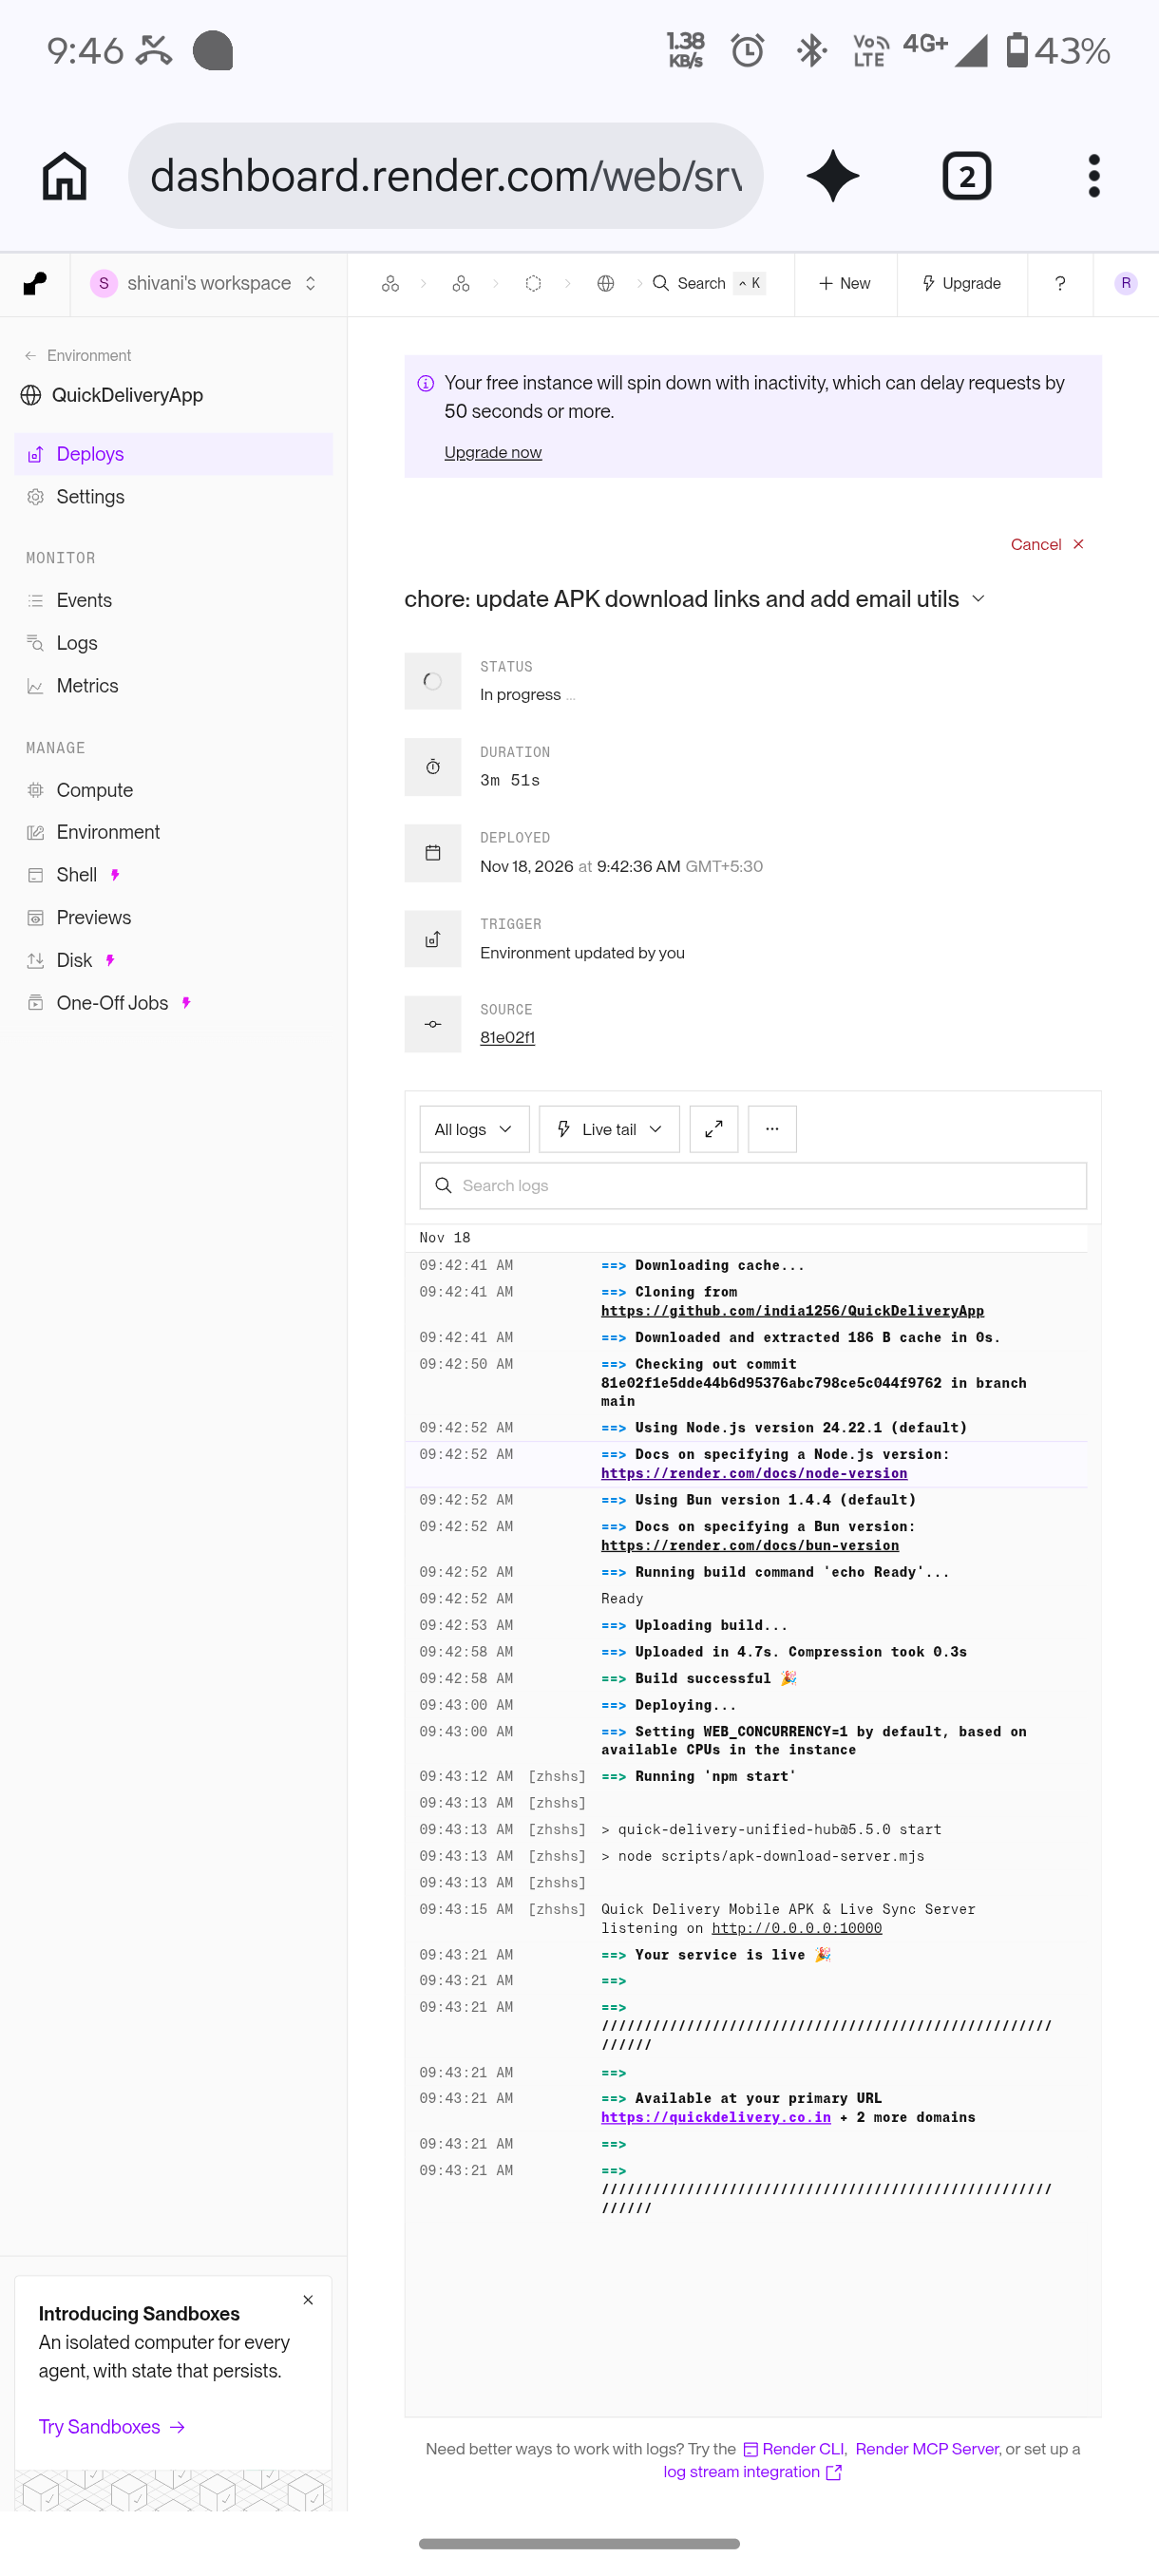 9:46
1.38
KB/s
Vo
LTE
4G+
43%
dashboard.render.com/web/srv
2
S shivani's workspace
Search ^ K
+ New
Upgrade
?
R
← Environment
QuickDeliveryApp
Deploys
Settings
MONITOR
Events
Logs
Metrics
MANAGE
Compute
Environment
Shell
Previews
Disk
One-Off Jobs
Your free instance will spin down with inactivity, which can delay requests by
50 seconds or more.
Upgrade now
Cancel ×
chore: update APK download links and add email utils
STATUS
In progress ...
DURATION
3m 51s
DEPLOYED
Nov 18, 2026 at 9:42:36 AM GMT+5:30
TRIGGER
Environment updated by you
SOURCE
81e02f1
All logs
Live tail
...
Search logs
Nov 18
09:42:41 AM ==> Downloading cache...
09:42:41 AM ==> Cloning from
https://github.com/india1256/QuickDeliveryApp
09:42:41 AM ==> Downloaded and extracted 186 B cache in 0s.
09:42:50 AM ==> Checking out commit
81e02f1e5dde44b6d95376abc798ce5c044f9762 in branch
main
09:42:52 AM ==> Using Node.js version 24.22.1 (default)
09:42:52 AM ==> Docs on specifying a Node.js version:
https://render.com/docs/node-version
09:42:52 AM ==> Using Bun version 1.4.4 (default)
09:42:52 AM ==> Docs on specifying a Bun version:
https://render.com/docs/bun-version
09:42:52 AM ==> Running build command 'echo Ready'...
09:42:52 AM Ready
09:42:53 AM ==> Uploading build...
09:42:58 AM ==> Uploaded in 4.7s. Compression took 0.3s
09:42:58 AM ==> Build successful 🎉
09:43:00 AM ==> Deploying...
09:43:00 AM ==> Setting WEB_CONCURRENCY=1 by default, based on
available CPUs in the instance
09:43:12 AM [zhshs] ==> Running 'npm start'
09:43:13 AM [zhshs]
09:43:13 AM [zhshs] > quick-delivery-unified-hub@5.5.0 start
09:43:13 AM [zhshs] > node scripts/apk-download-server.mjs
09:43:13 AM [zhshs]
09:43:15 AM [zhshs] Quick Delivery Mobile APK & Live Sync Server
listening on http://0.0.0.0:10000
09:43:21 AM ==> Your service is live 🎉
09:43:21 AM ==>
09:43:21 AM ==>
/////////////////////////////////////////////////////
//////
09:43:21 AM ==>
09:43:21 AM ==> Available at your primary URL
https://quickdelivery.co.in + 2 more domains
09:43:21 AM ==>
09:43:21 AM ==>
/////////////////////////////////////////////////////
//////
Introducing Sandboxes ×
An isolated computer for every
agent, with state that persists.
Try Sandboxes →
Need better ways to work with logs? Try the Render CLI, Render MCP Server, or set up a
log stream integration